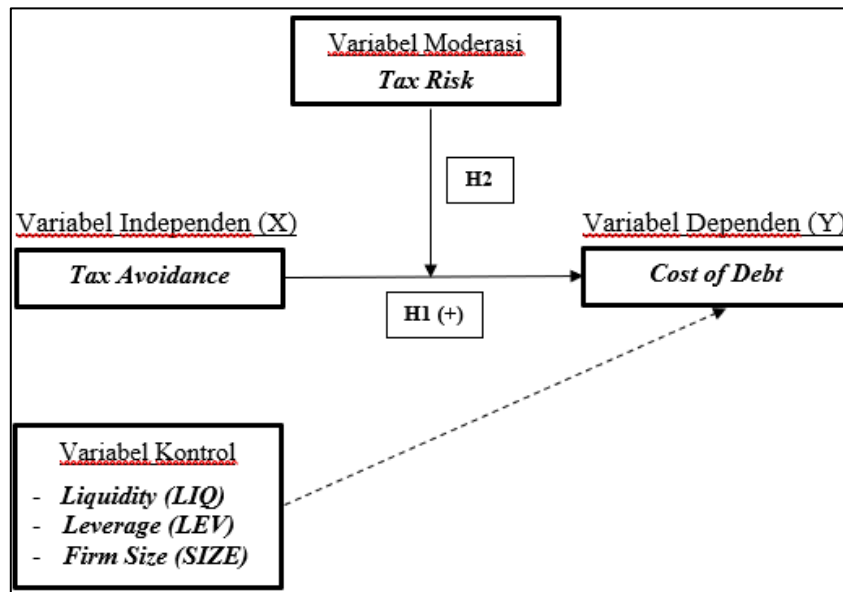 Variabel Moderasi
Tax Risk
H2
Variabel Independen (X)
Variabel Dependen (Y)
Tax Avoidance
Cost of Debt
H1 (+)
Variabel Kontrol
- Liquidity (LIQ)
- Leverage (LEV)
- Firm Size (SIZE)